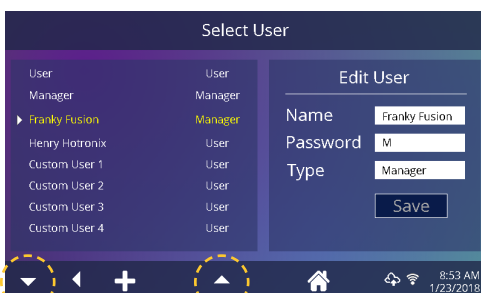 Select User
User User
Manager Manager
Franky Fusion Manager
Henry Hotronix User
Custom User 1 User
Custom User 2 User
Custom User 3 User
Custom User 4 User
Edit User
Name Franky Fusion
Password M
Type Manager
Save
8:53 AM
1/23/2018